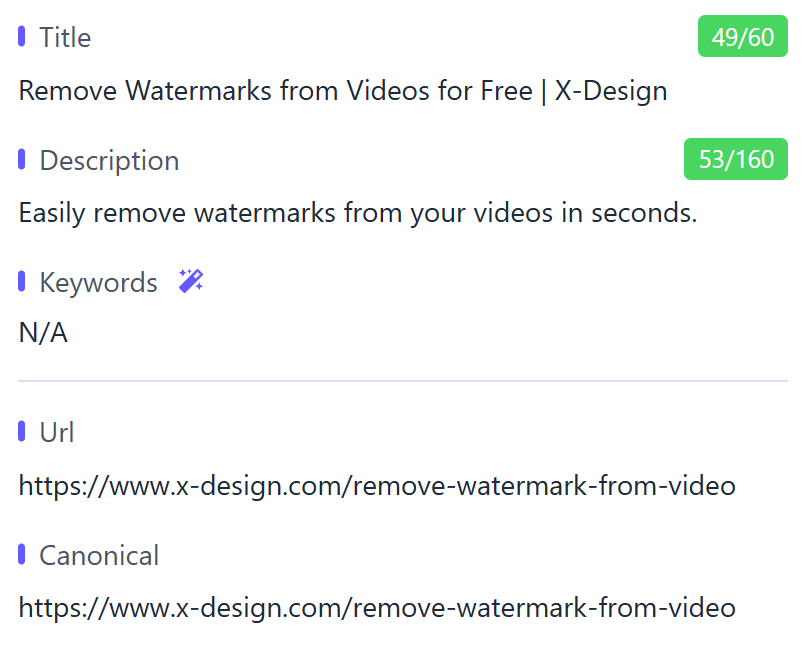 Title
49/60
Remove Watermarks from Videos for Free | X-Design
Description
53/160
Easily remove watermarks from your videos in seconds.
Keywords
N/A
Url
https://www.x-design.com/remove-watermark-from-video
Canonical
https://www.x-design.com/remove-watermark-from-video